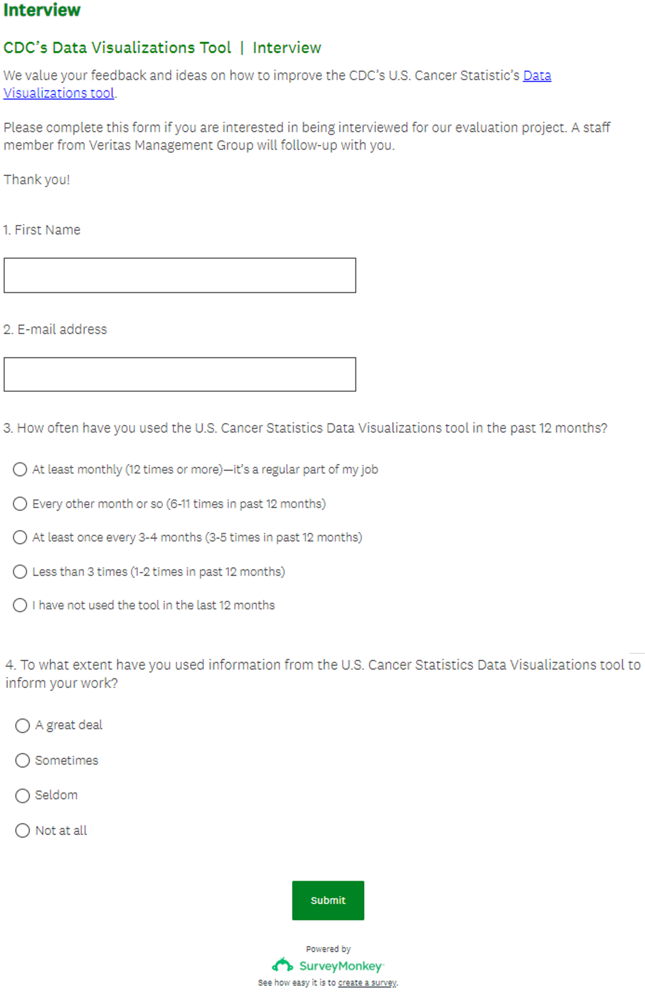 Interview
CDC’s Data Visualizations Tool | Interview
We value your feedback and ideas on how to improve the CDC’s U.S. Cancer Statistic’s Data
Visualizations tool.
Please complete this form if you are interested in being interviewed for our evaluation project. A staff
member from Veritas Management Group will follow-up with you.
Thank you!
1. First Name
2. E-mail address
3. How often have you used the U.S. Cancer Statistics Data Visualizations tool in the past 12 months?
At least monthly (12 times or more)—it’s a regular part of my job
Every other month or so (6-11 times in past 12 months)
At least once every 3-4 months (3-5 times in past 12 months)
Less than 3 times (1-2 times in past 12 months)
I have not used the tool in the last 12 months
4. To what extent have you used information from the U.S. Cancer Statistics Data Visualizations tool to
inform your work?
A great deal
Sometimes
Seldom
Not at all
Submit
Powered by
SurveyMonkey
See how easy it is to create a survey.